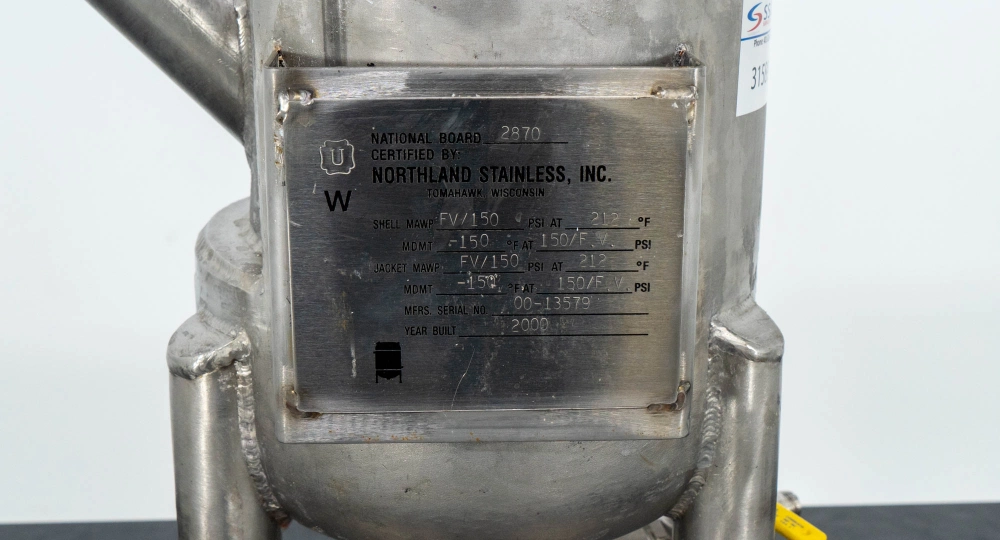 NATIONAL BOARD 2870
CERTIFIED BY:
U
NORTHLAND STAINLESS, INC.
W
TOMAHAWK, WISCONSIN
SHELL MAWP FV/150 PSI AT 212 °F
MDMT -150 °F AT 150/F.V. PSI
JACKET MAWP FV/150 PSI AT 212 °F
MDMT -150 °F AT 150/F.V. PSI
MFRS. SERIAL NO. 00-13579
YEAR BUILT 2000